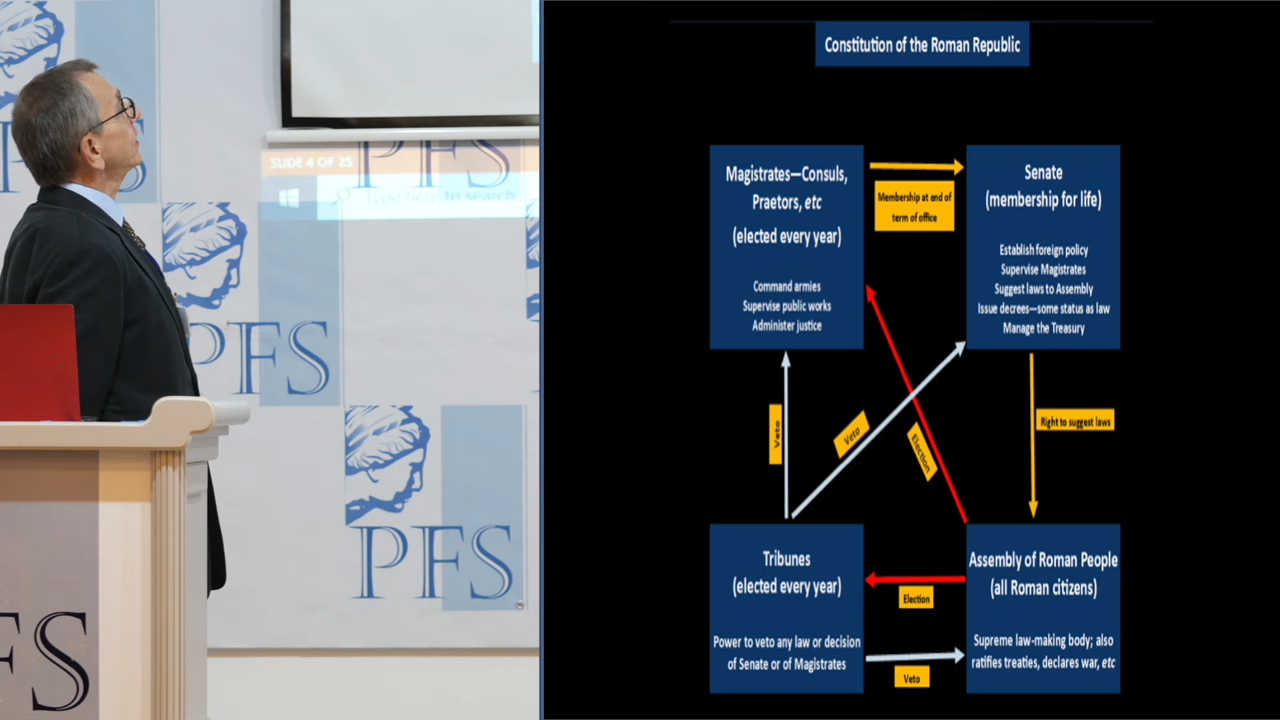 SLIDE 4 OF 25
PFS
Type here to search
PFS
PFS
FS
Constitution of the Roman Republic
Magistrates—Consuls,
Praetors, etc
(elected every year)
Command armies
Supervise public works
Administer justice
Membership at end of
term of office
Senate
(membership for life)
Establish foreign policy
Supervise Magistrates
Suggest laws to Assembly
Issue decrees—some status as law
Manage the Treasury
Veto
Veto
Election
Right to suggest laws
Tribunes
(elected every year)
Power to veto any law or decision
of Senate or of Magistrates
Election
Veto
Assembly of Roman People
(all Roman citizens)
Supreme law-making body; also
ratifies treaties, declares war, etc